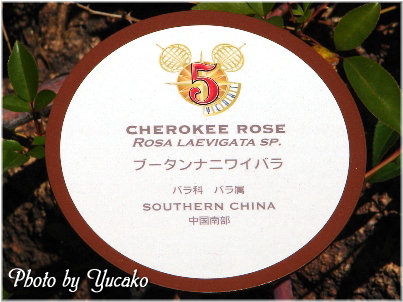 5
CHEROKEE ROSE
ROSA LAEVIGATA SP.
ブータンナニワイバラ
バラ科 バラ属
SOUTHERN CHINA
中国南部
Photo by Yucako